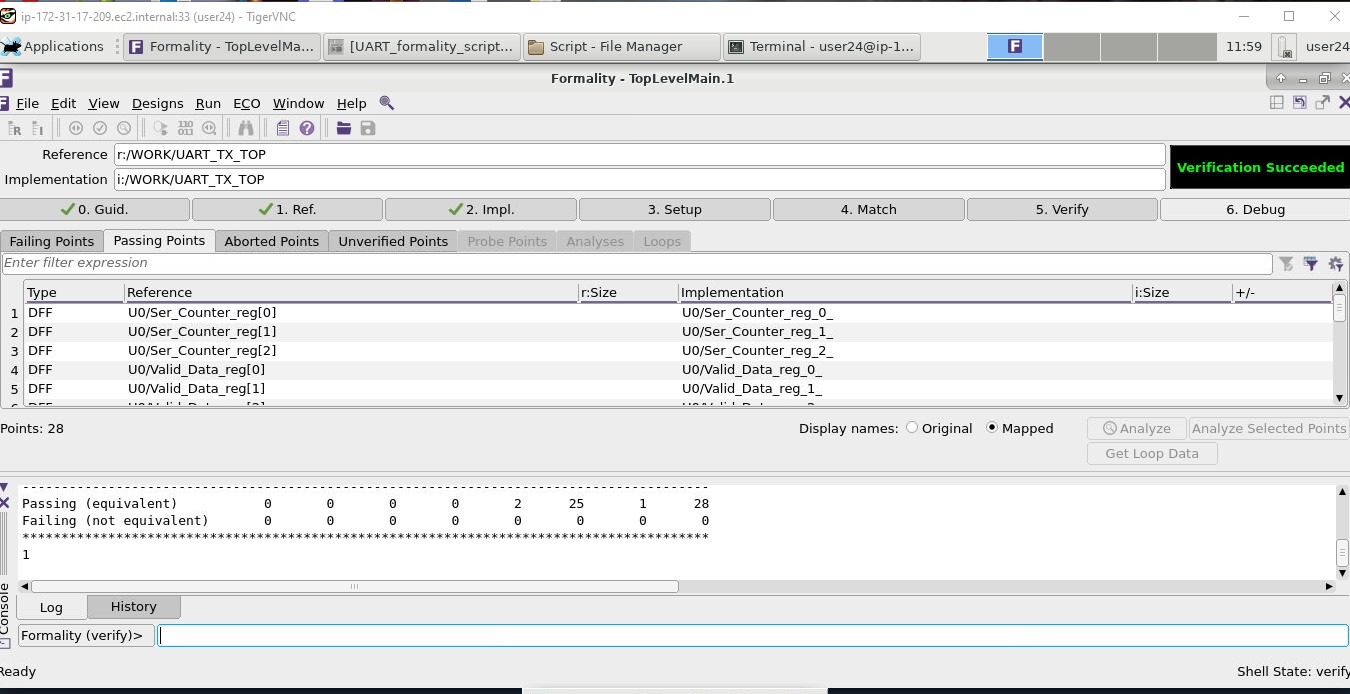 ip-172-31-17-209.ec2.internal:33 (user24) - TigerVNC
Applications
Formality - TopLevelMa...
[UART_formality_script...
Script - File Manager
Terminal - user24@ip-1...
11:59
user24
Formality - TopLevelMain.1
File Edit View Designs Run ECO Window Help
Reference r:/WORK/UART_TX_TOP
Implementation i:/WORK/UART_TX_TOP
Verification Succeeded
0. Guid. 1. Ref. 2. Impl. 3. Setup 4. Match 5. Verify 6. Debug
Failing Points Passing Points Aborted Points Unverified Points Probe Points Analyses Loops
Enter filter expression
Type Reference r:Size Implementation i:Size +/-
1 DFF U0/Ser_Counter_reg[0] U0/Ser_Counter_reg_0_
2 DFF U0/Ser_Counter_reg[1] U0/Ser_Counter_reg_1_
3 DFF U0/Ser_Counter_reg[2] U0/Ser_Counter_reg_2_
4 DFF U0/Valid_Data_reg[0] U0/Valid_Data_reg_0_
5 DFF U0/Valid_Data_reg[1] U0/Valid_Data_reg_1_
Points: 28
Display names: Original Mapped
Analyze
Analyze Selected Points
Get Loop Data
Passing (equivalent) 0 0 0 0 2 25 1 28
Failing (not equivalent) 0 0 0 0 0 0 0 0
****************************************************************************************
1
Console
Log History
Formality (verify)>
Ready
Shell State: verify